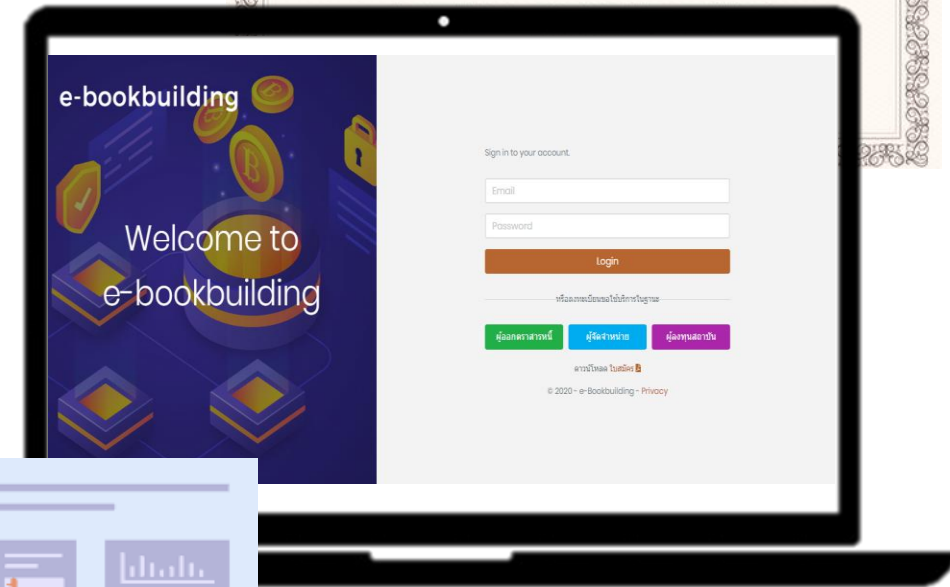 e-bookbuilding
Welcome to
e-bookbuilding
Sign in to your account.
Email
Password
Login
หรือลงทะเบียนขอใช้บริการในฐานะ
ผู้ออกตราสารหนี้
ผู้จัดจำหน่าย
ผู้ลงทุนสถาบัน
ดาวน์โหลด ใบสมัคร
© 2020 - e-Bookbuilding - Privacy